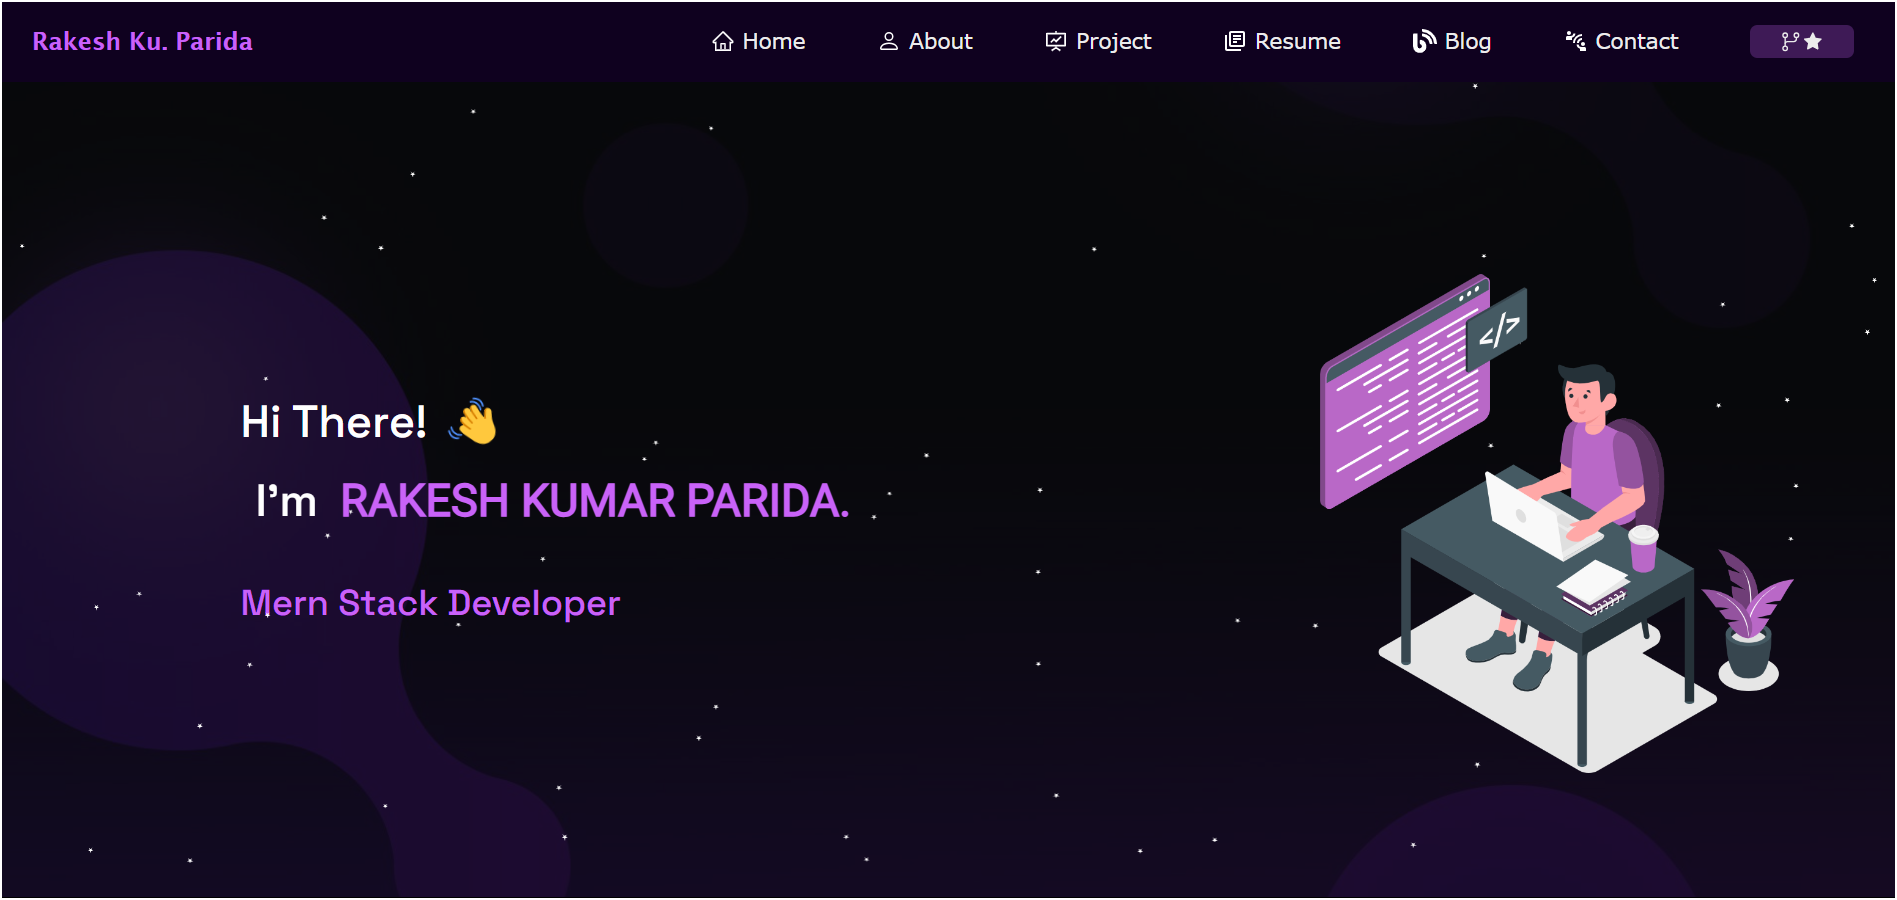 Rakesh Ku. Parida
Home
About
Project
Resume
Blog
Contact
</>
Hi There! 👋
I’m RAKESH KUMAR PARIDA.
Mern Stack Developer